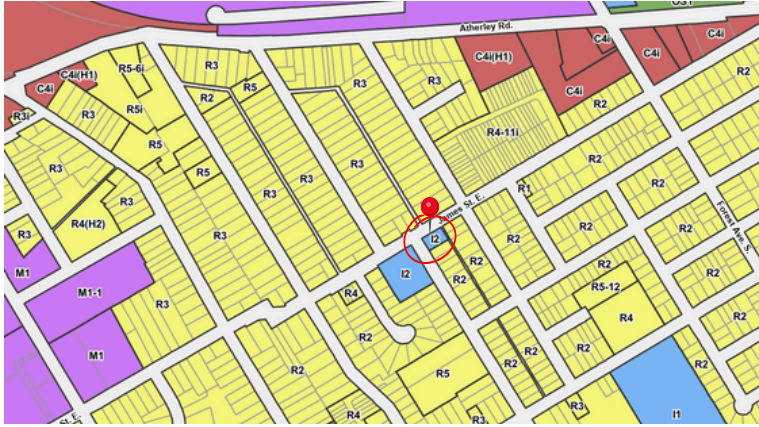 OS1
Atherley Rd.
C4i
C4i(H1)
C4i
C4i
R3
C4i(H1)
R5-6i
R3
R2
C4i
R5
R3
C4i
R2
R2
R5i
R3i
R3
R4-11i
R2
R5
R3
R2
R3
R5
R3
R1
R2
R3
R2
R4(H2)
James St. E.
Forest Ave. S.
R3
R3
R2
R2
I2
R2
R2
M1
I2
R2
R2
R2
M1-1
R4
R5-12
R3
R2
R4
R2
R2
M1
R2
R2
R2
R2
R5
R4
R3
R3
I1
St. E.